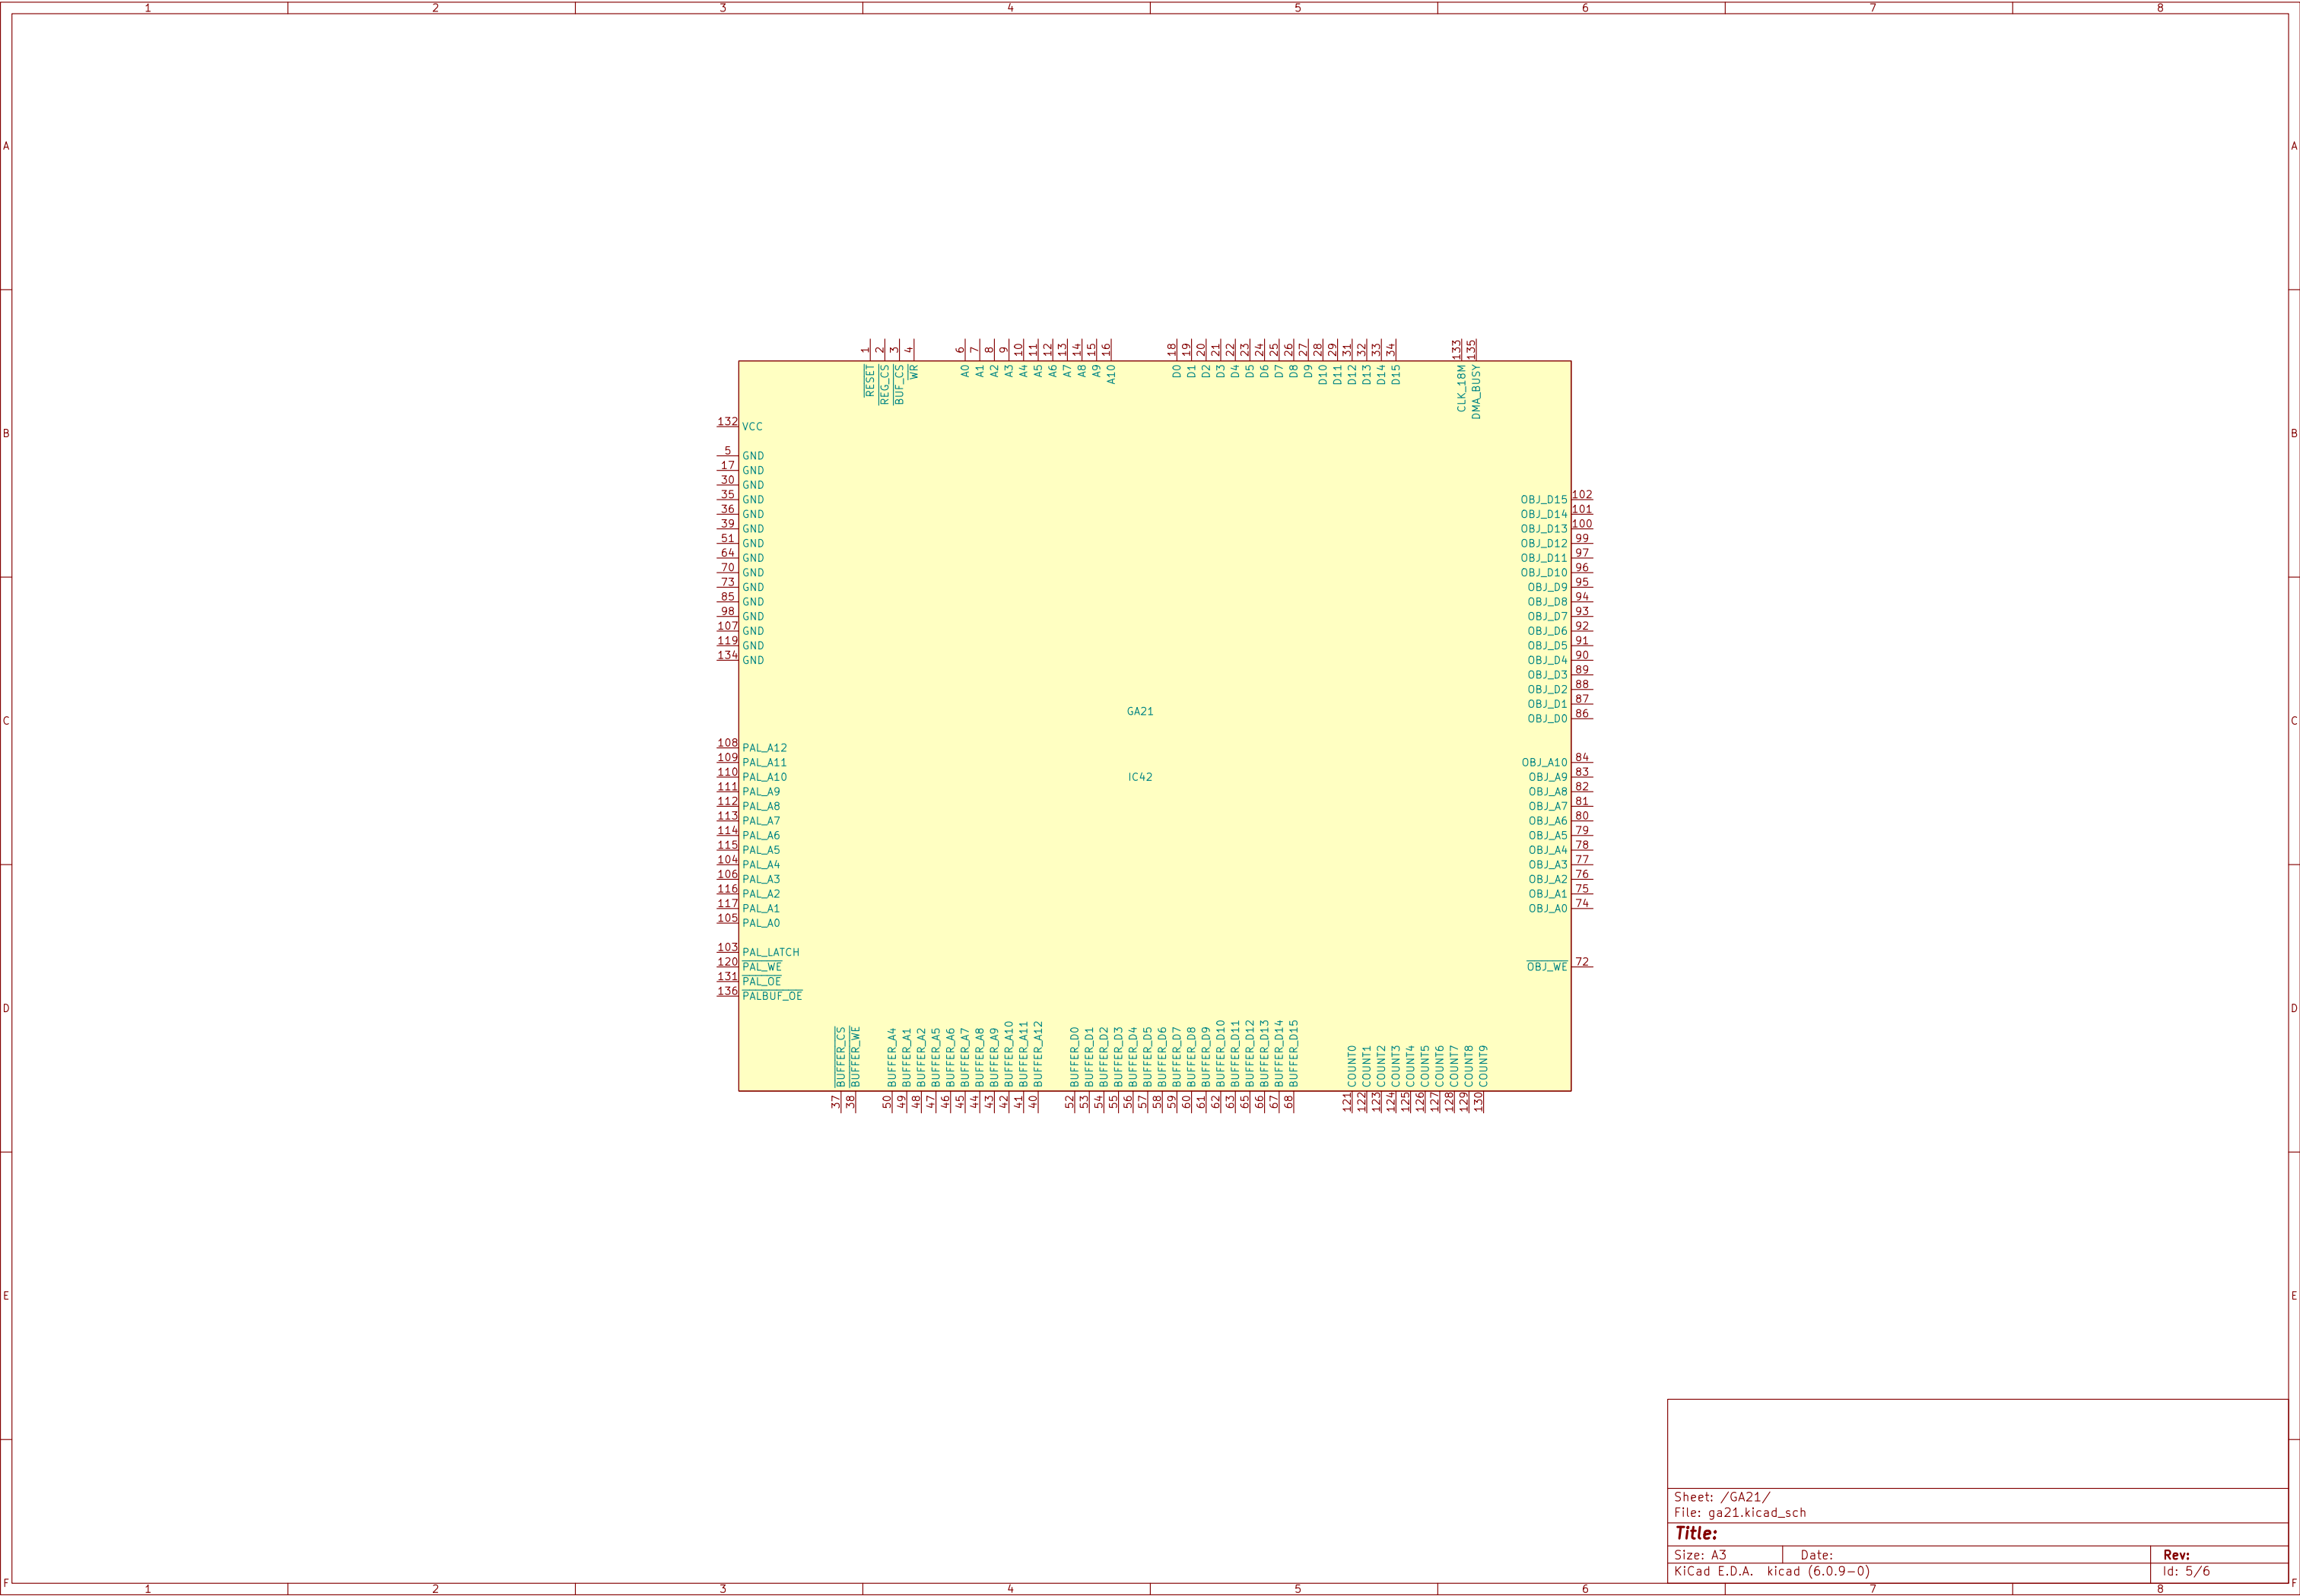 1 2 3 4 5 6 7 8
A A
B B
C C
D D
E E
F F
1 2 3 4 5 6 7 8
1 2 3 4 6 7 8 9 10 11 12 13 14 15 16 18 19 20 21 22 23 24 25 26 27 28 29 31 32 33 34 133 135
RESET REG_CS BUF_CS WR A0 A1 A2 A3 A4 A5 A6 A7 A8 A9 A10 D0 D1 D2 D3 D4 D5 D6 D7 D8 D9 D10 D11 D12 D13 D14 D15 CLK_18M DMA_BUSY
132 VCC
5 GND
17 GND
30 GND
35 GND
36 GND
39 GND
51 GND
64 GND
70 GND
73 GND
85 GND
98 GND
107 GND
119 GND
134 GND
108 PAL_A12
109 PAL_A11
110 PAL_A10
111 PAL_A9
112 PAL_A8
113 PAL_A7
114 PAL_A6
115 PAL_A5
104 PAL_A4
106 PAL_A3
116 PAL_A2
117 PAL_A1
105 PAL_A0
103 PAL_LATCH
120 PAL_WE
131 PAL_OE
136 PALBUF_OE
GA21
IC42
OBJ_D15 102
OBJ_D14 101
OBJ_D13 100
OBJ_D12 99
OBJ_D11 97
OBJ_D10 96
OBJ_D9 95
OBJ_D8 94
OBJ_D7 93
OBJ_D6 92
OBJ_D5 91
OBJ_D4 90
OBJ_D3 89
OBJ_D2 88
OBJ_D1 87
OBJ_D0 86
OBJ_A10 84
OBJ_A9 83
OBJ_A8 82
OBJ_A7 81
OBJ_A6 80
OBJ_A5 79
OBJ_A4 78
OBJ_A3 77
OBJ_A2 76
OBJ_A1 75
OBJ_A0 74
OBJ_WE 72
BUFFER_CS BUFFER_WE BUFFER_A4 BUFFER_A1 BUFFER_A2 BUFFER_A5 BUFFER_A6 BUFFER_A7 BUFFER_A8 BUFFER_A9 BUFFER_A10 BUFFER_A11 BUFFER_A12 BUFFER_D0 BUFFER_D1 BUFFER_D2 BUFFER_D3 BUFFER_D4 BUFFER_D5 BUFFER_D6 BUFFER_D7 BUFFER_D8 BUFFER_D9 BUFFER_D10 BUFFER_D11 BUFFER_D12 BUFFER_D13 BUFFER_D14 BUFFER_D15 COUNT0 COUNT1 COUNT2 COUNT3 COUNT4 COUNT5 COUNT6 COUNT7 COUNT8 COUNT9
37 38 50 49 48 47 46 45 44 43 42 41 40 52 53 54 55 56 57 58 59 60 61 62 63 65 66 67 68 121 122 123 124 125 126 127 128 129 130
Sheet: /GA21/
File: ga21.kicad_sch
Title:
Size: A3 Date: Rev:
KiCad E.D.A. kicad (6.0.9-0) Id: 5/6